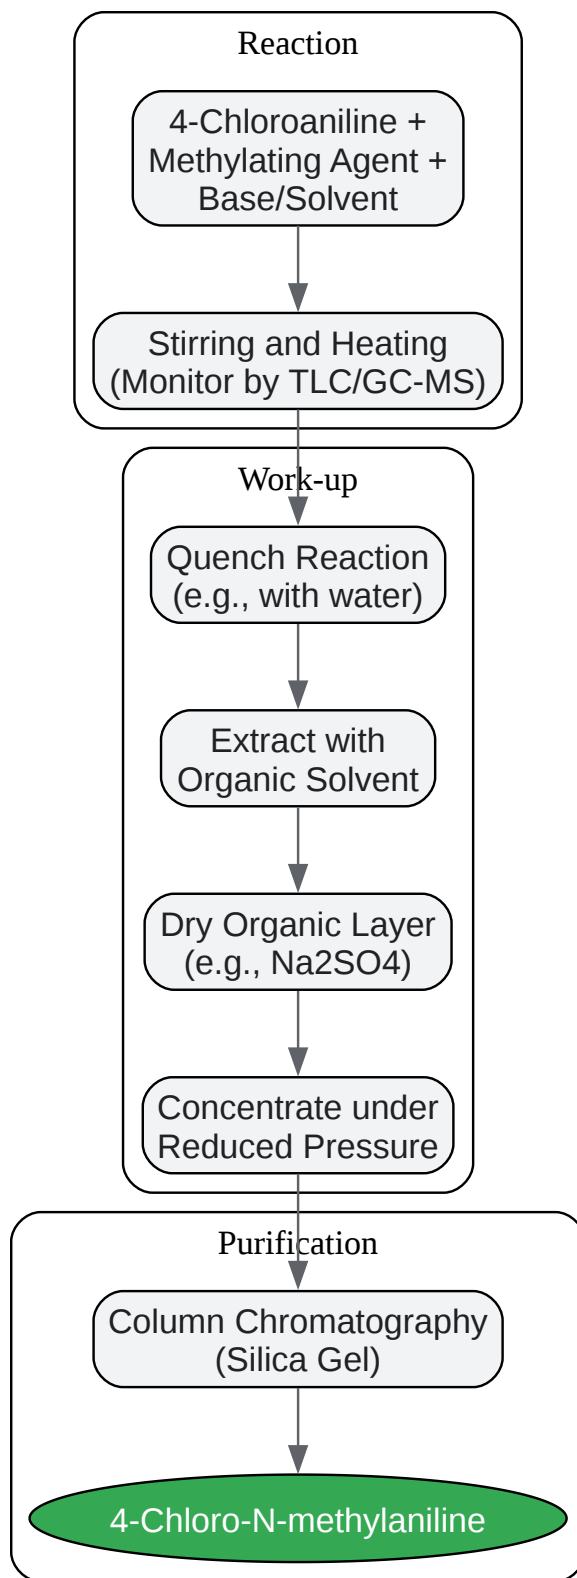 Reaction
4-Chloroaniline +
Methylating Agent +
Base/Solvent
Stirring and Heating
(Monitor by TLC/GC-MS)
Work-up
Quench Reaction
(e.g., with water)
Extract with
Organic Solvent
Dry Organic Layer
(e.g., Na2SO4)
Concentrate under
Reduced Pressure
Purification
Column Chromatography
(Silica Gel)
4-Chloro-N-methylaniline